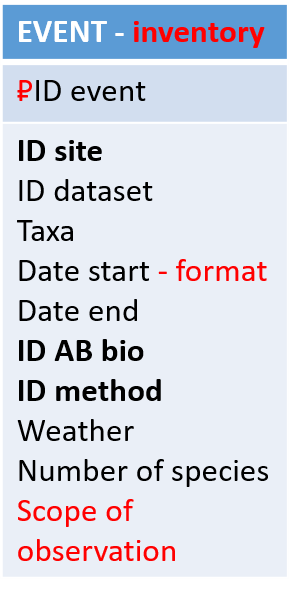 EVENT - inventory
₽ID event
ID site
ID dataset
Taxa
Date start - format
Date end
ID AB bio
ID method
Weather
Number of species
Scope of
observation